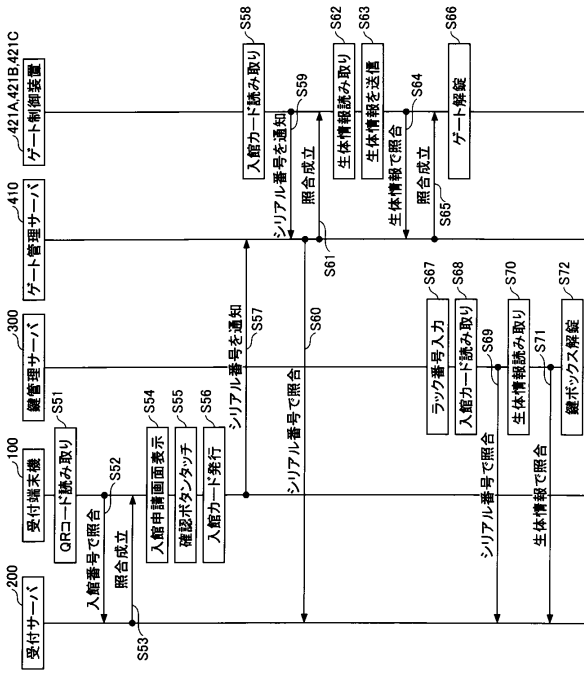 200
受付サーバ
100
受付端末機
300
鍵管理サーバ
410
ゲート管理サーバ
421A,421B,421C
ゲート制御装置
QRコード読み取り
S51
入館番号で照合
S52
照合成立
S53
入館申請画面表示
S54
確認ボタンタッチ
S55
入館カード発行
S56
シリアル番号を通知
S57
入館カード読み取り
S58
シリアル番号を通知
S59
シリアル番号で照合
S60
照合成立
S61
生体情報読み取り
S62
生体情報を送信
S63
生体情報で照合
S64
照合成立
S65
ゲート解錠
S66
ラック番号入力
S67
入館カード読み取り
S68
シリアル番号で照合
S69
生体情報読み取り
S70
生体情報で照合
S71
鍵ボックス解錠
S72